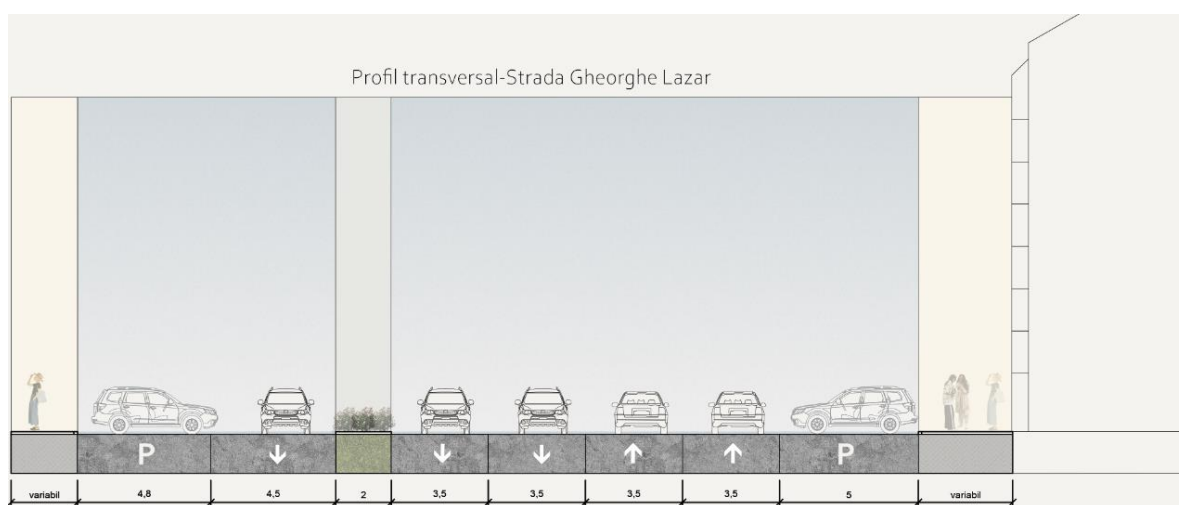 Profil transversal-Strada Gheorghe Lazar
P
P
variabil 4,8 4,5 2 3,5 3,5 3,5 3,5 5 variabil